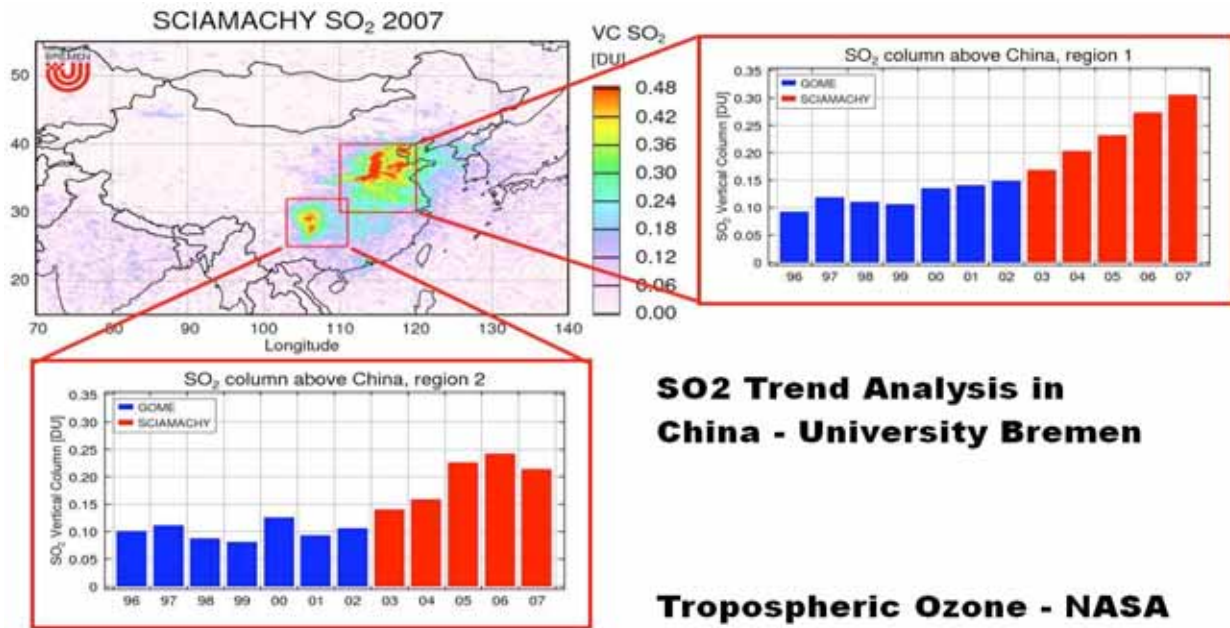 SCIAMACHY SO₂ 2007
BREMEN
VC SO₂
[DU]
50
40
30
20
70 80 90 100 110 120 130 140
Longitude
0.48
0.42
0.36
0.30
0.24
0.18
0.12
0.06
0.00
SO₂ column above China, region 1
GOME
SCIAMACHY
SO₂ Vertical Column [DU]
0.35
0.30
0.25
0.20
0.15
0.10
0.05
0
96 97 98 99 00 01 02 03 04 05 06 07
SO₂ column above China, region 2
GOME
SCIAMACHY
SO₂ Vertical Column [DU]
0.35
0.30
0.25
0.20
0.15
0.10
0.05
0
96 97 98 99 00 01 02 03 04 05 06 07
SO2 Trend Analysis in
China - University Bremen
Tropospheric Ozone - NASA